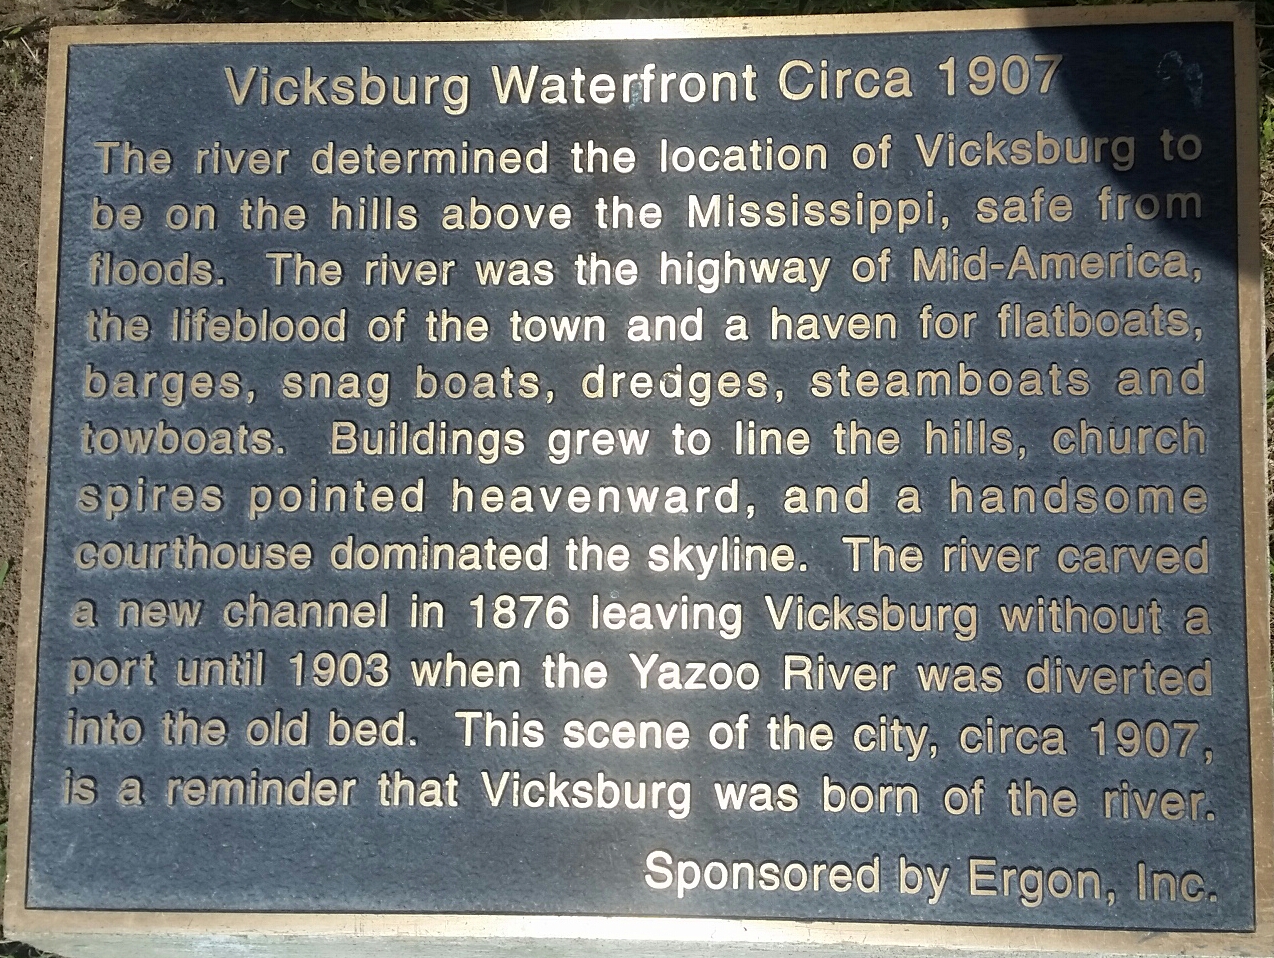 Vicksburg Waterfront Circa 1907
The river determined the location of Vicksburg to
be on the hills above the Mississippi, safe from
floods. The river was the highway of Mid-America,
the lifeblood of the town and a haven for flatboats,
barges, snag boats, dredges, steamboats and
towboats. Buildings grew to line the hills, church
spires pointed heavenward, and a handsome
courthouse dominated the skyline. The river carved
a new channel in 1876 leaving Vicksburg without a
port until 1903 when the Yazoo River was diverted
into the old bed. This scene of the city, circa 1907,
is a reminder that Vicksburg was born of the river.
Sponsored by Ergon, Inc.